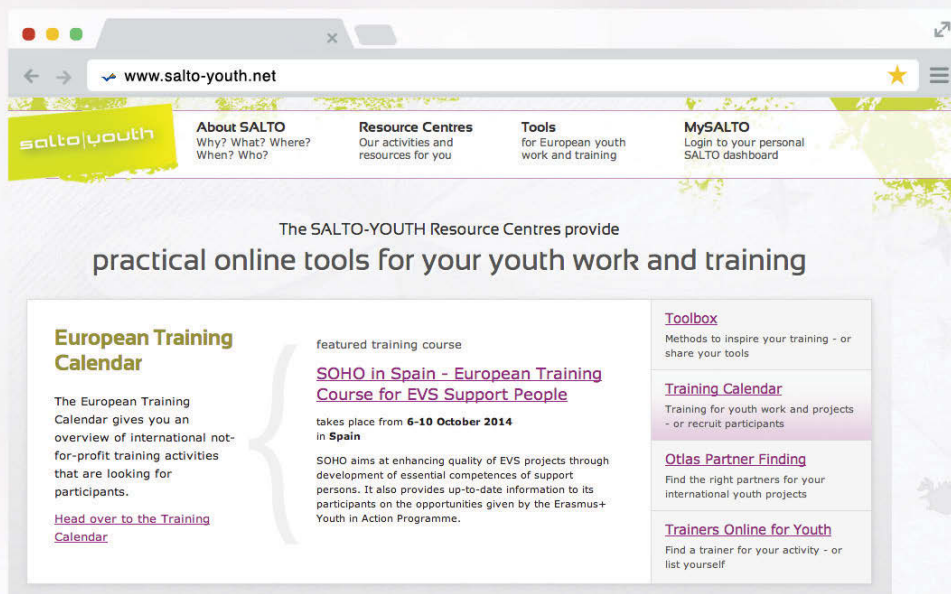 www.salto-youth.net
salto|youth
About SALTO
Why? What? Where?
When? Who?
Resource Centres
Our activities and
resources for you
Tools
for European youth
work and training
MySALTO
Login to your personal
SALTO dashboard
The SALTO-YOUTH Resource Centres provide
practical online tools for your youth work and training
European Training
Calendar
The European Training
Calendar gives you an
overview of international not-
for-profit training activities
that are looking for
participants.
Head over to the Training
Calendar
featured training course
SOHO in Spain - European Training
Course for EVS Support People
takes place from 6-10 October 2014
in Spain
SOHO aims at enhancing quality of EVS projects through
development of essential competences of support
persons. It also provides up-to-date information to its
participants on the opportunities given by the Erasmus+
Youth in Action Programme.
Toolbox
Methods to inspire your training - or
share your tools
Training Calendar
Training for youth work and projects
- or recruit participants
Otlas Partner Finding
Find the right partners for your
international youth projects
Trainers Online for Youth
Find a trainer for your activity - or
list yourself